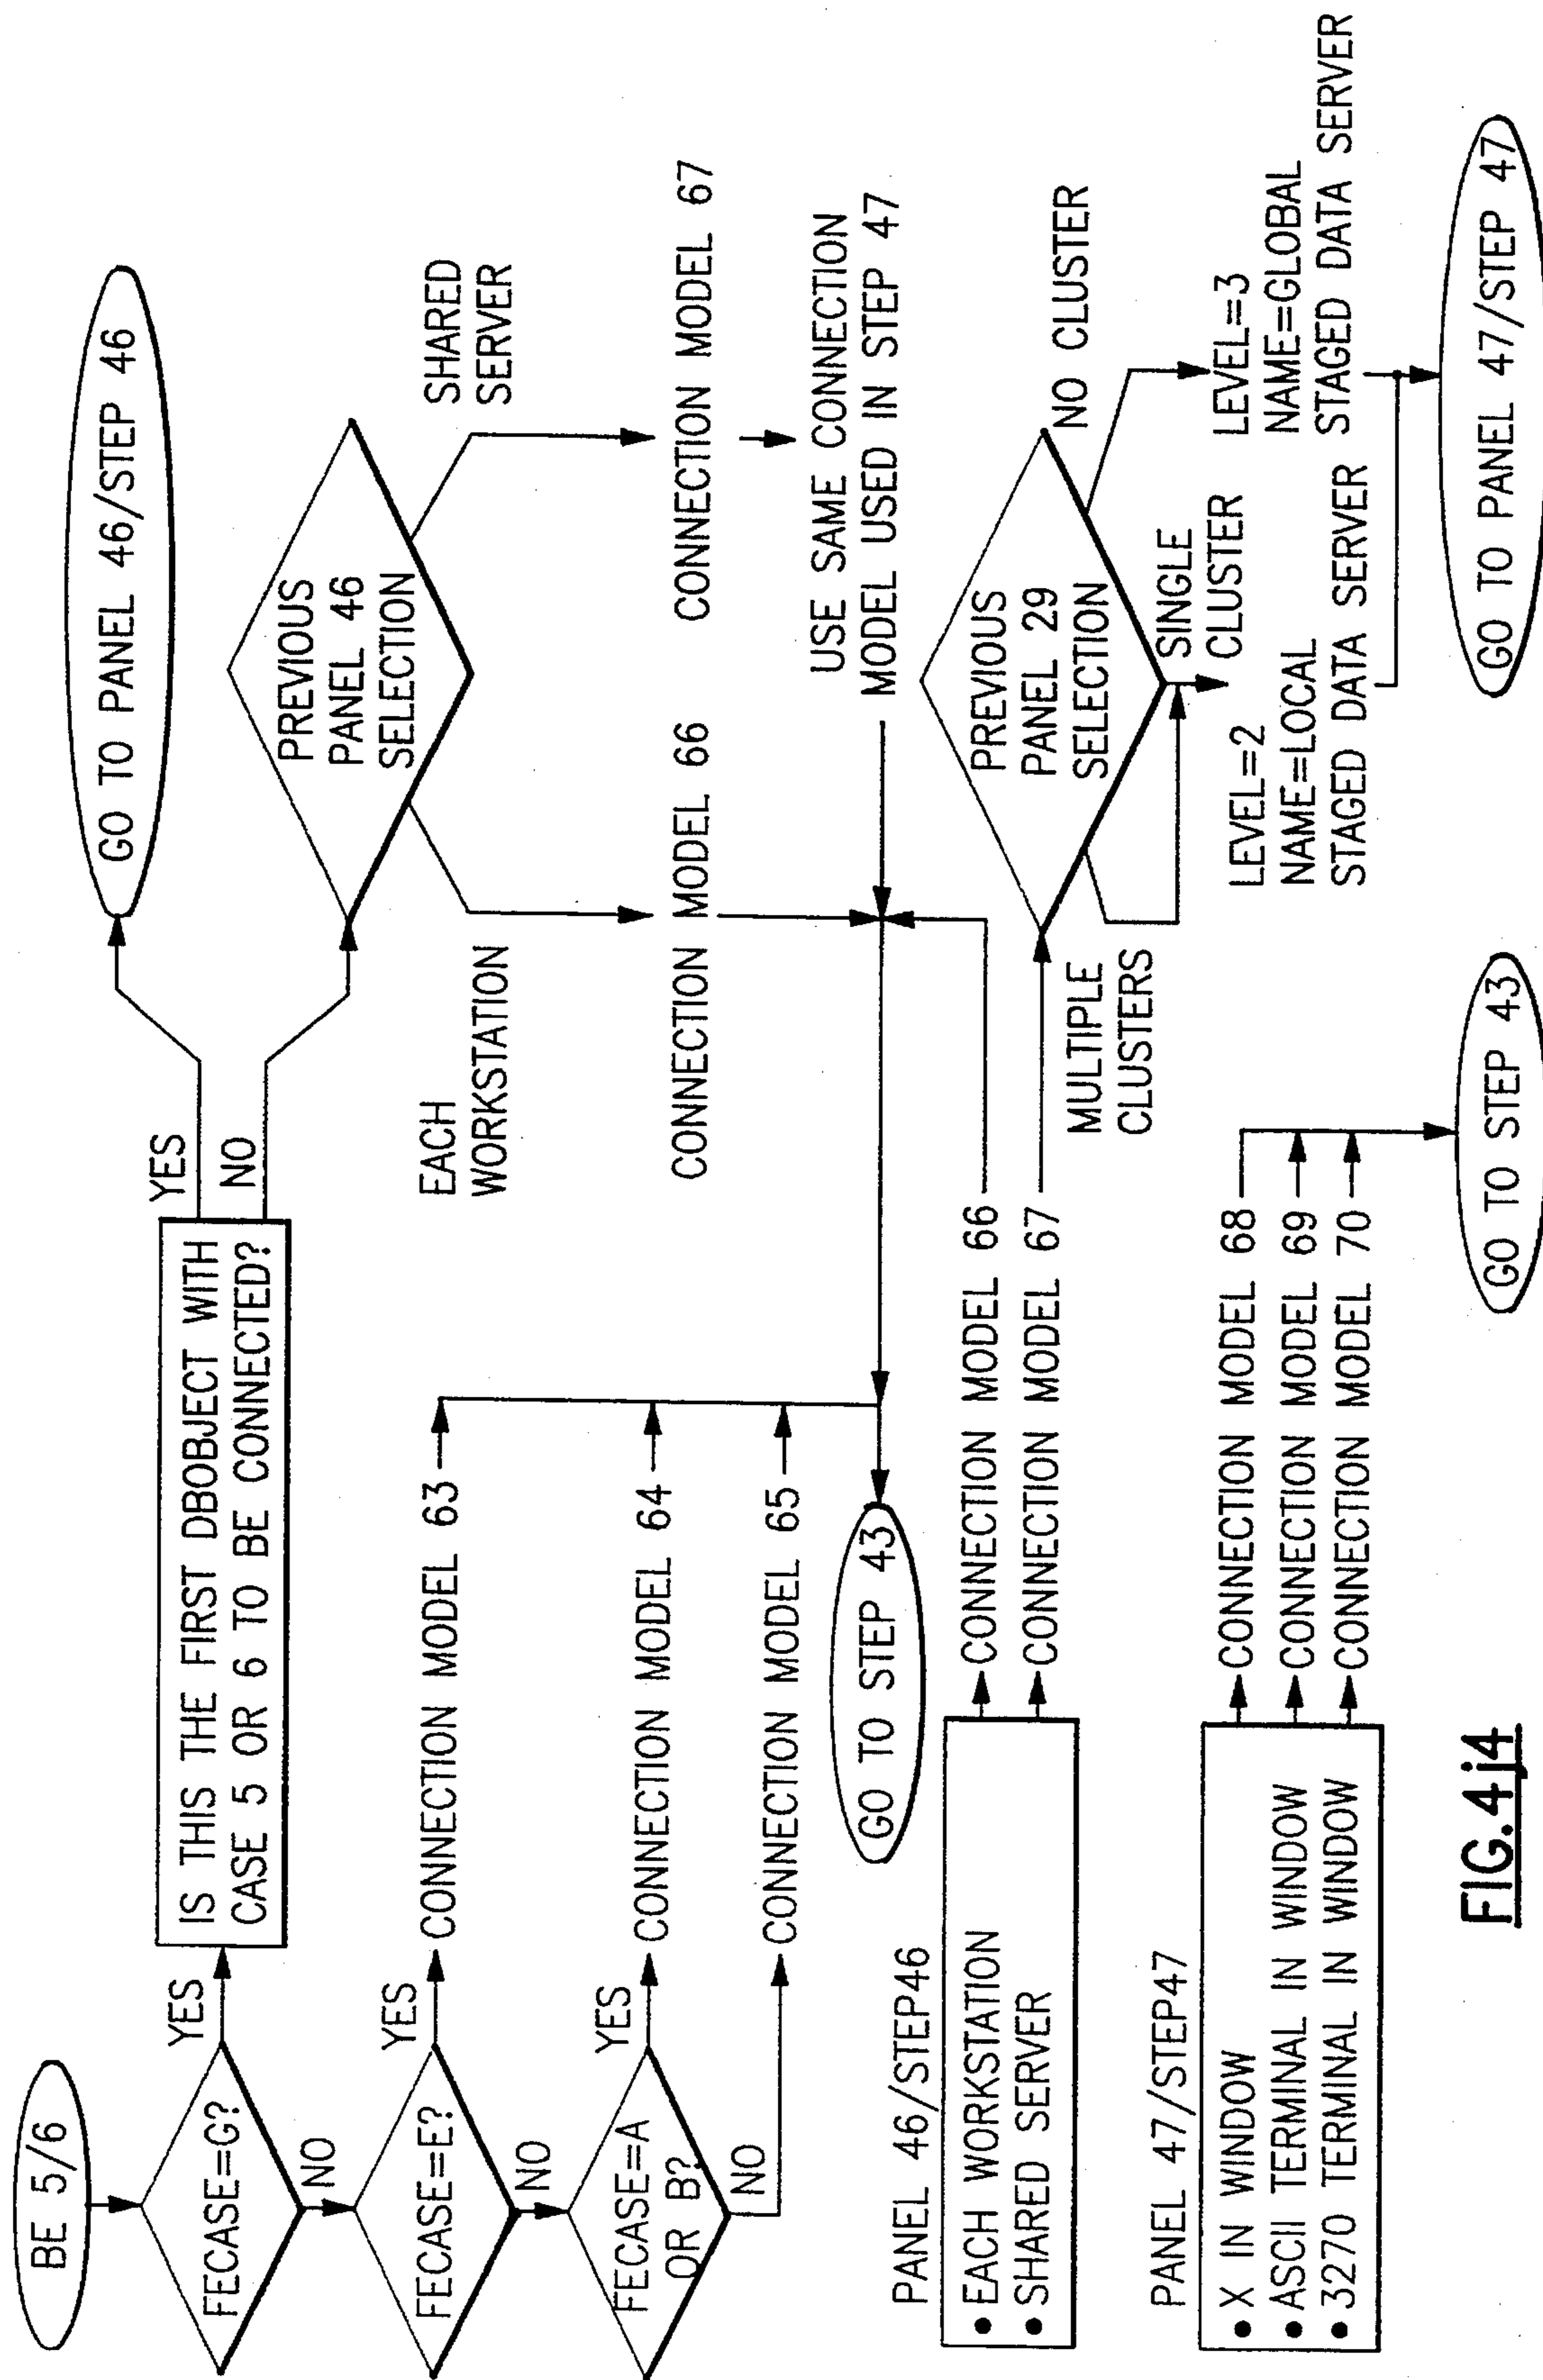 BE 5/6
FECASE=G?
YES
NO
IS THIS THE FIRST DBOBJECT WITH
CASE 5 OR 6 TO BE CONNECTED?
YES
NO
GO TO PANEL 46/STEP 46
PREVIOUS
PANEL 46
SELECTION
EACH
WORKSTATION
SHARED
SERVER
CONNECTION MODEL 66
CONNECTION MODEL 67
USE SAME CONNECTION
MODEL USED IN STEP 47
FECASE=E?
YES
NO
CONNECTION MODEL 63
FECASE=A
OR B?
YES
NO
CONNECTION MODEL 64
CONNECTION MODEL 65
GO TO STEP 43
PANEL 46/STEP46
• EACH WORKSTATION
• SHARED SERVER
CONNECTION MODEL 66
CONNECTION MODEL 67
PREVIOUS
PANEL 29
SELECTION
MULTIPLE
CLUSTERS
SINGLE
CLUSTER
NO CLUSTER
LEVEL=2
NAME=LOCAL
STAGED DATA SERVER
LEVEL=3
NAME=GLOBAL
STAGED DATA SERVER
GO TO PANEL 47/STEP 47
PANEL 47/STEP47
• X IN WINDOW
• ASCII TERMINAL IN WINDOW
• 3270 TERMINAL IN WINDOW
CONNECTION MODEL 68
CONNECTION MODEL 69
CONNECTION MODEL 70
GO TO STEP 43
FIG.4j4